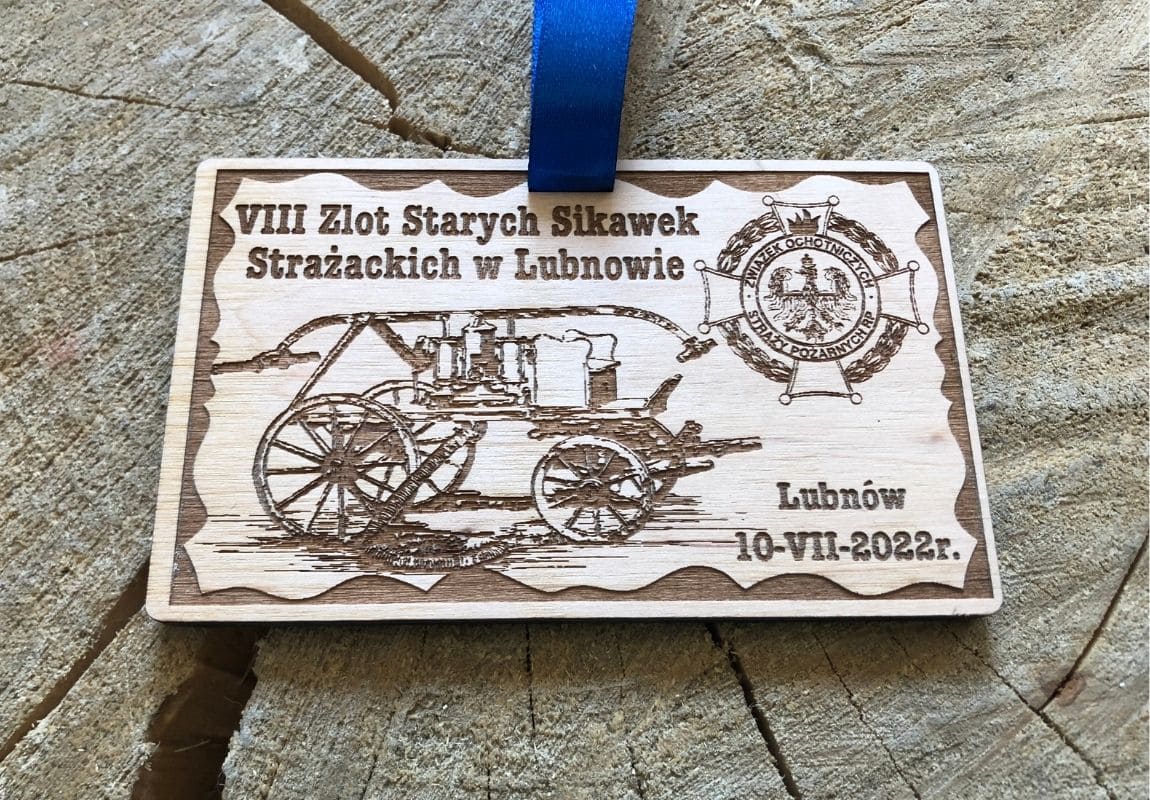 VIII Zlot Starych Sikawek
Strażackich w Lubnowie
ZWIĄZEK OCHOTNICZYCH
STRAŻY POŻARNYCH RP
Lubnów
10-VII-2022r.